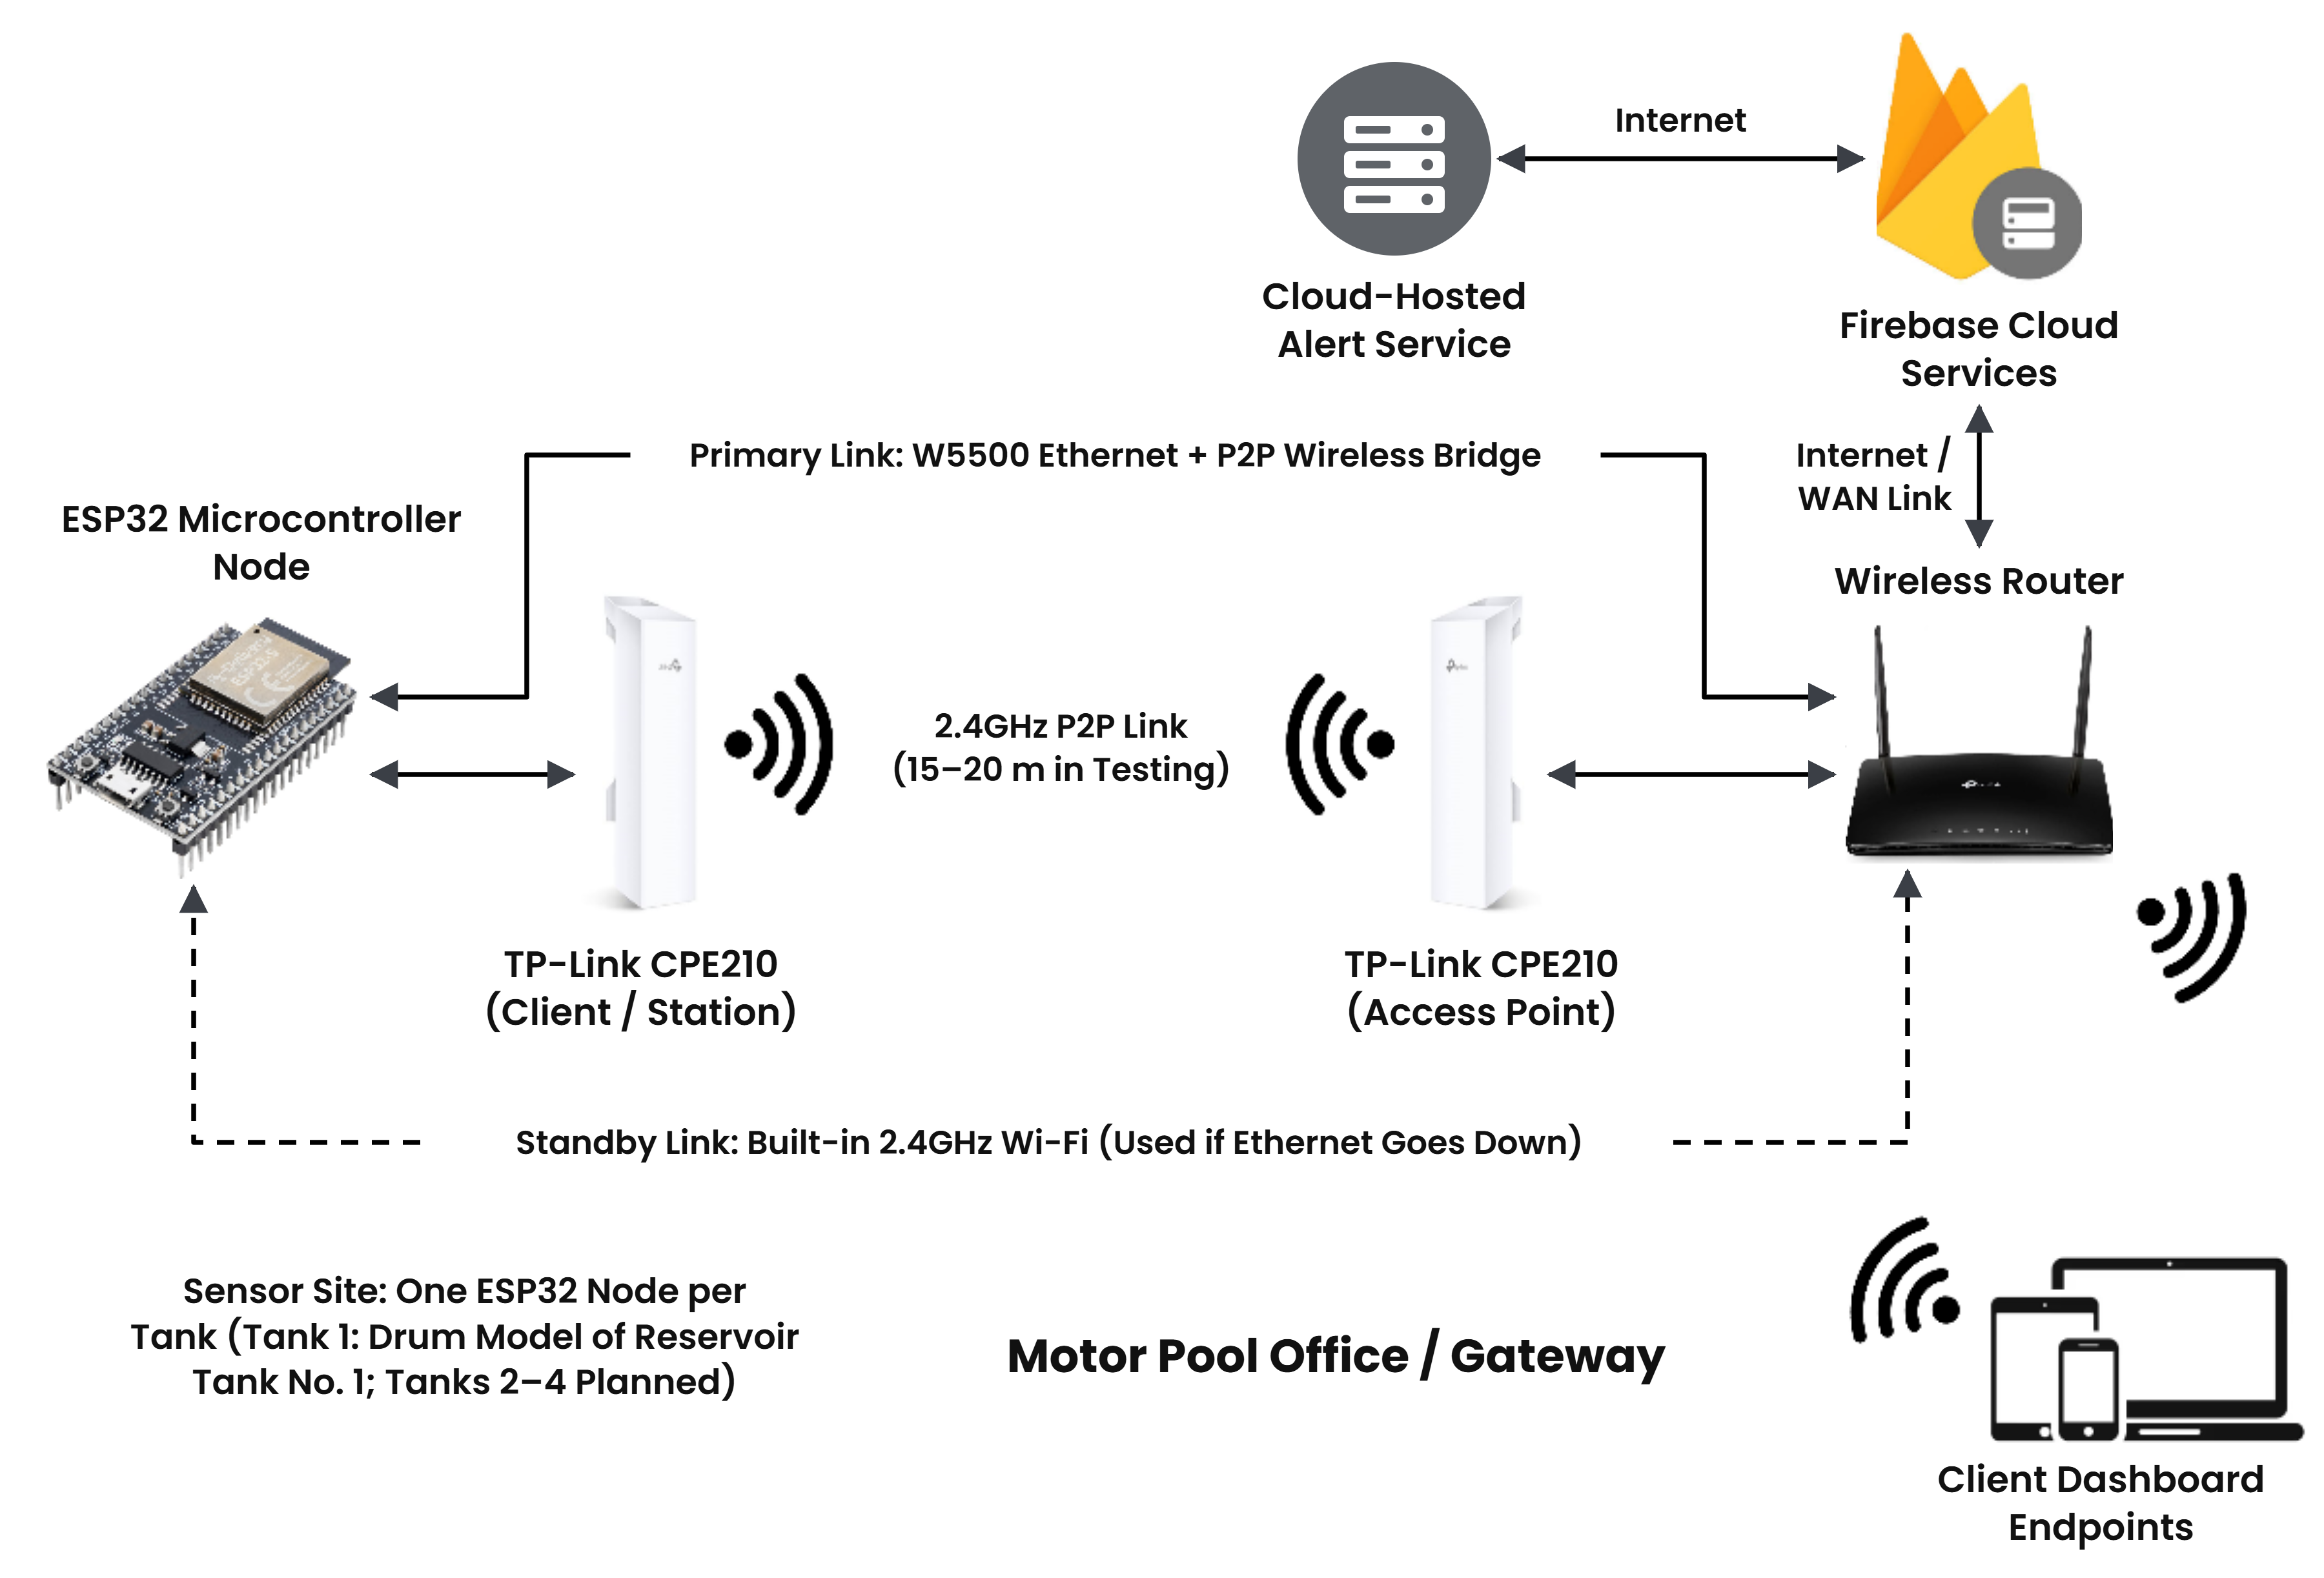 Internet
Cloud-Hosted
Alert Service
Firebase Cloud
Services
Primary Link: W5500 Ethernet + P2P Wireless Bridge
Internet /
WAN Link
ESP32 Microcontroller
Node
Wireless Router
2.4GHz P2P Link
(15–20 m in Testing)
TP-Link CPE210
(Client / Station)
TP-Link CPE210
(Access Point)
Standby Link: Built-in 2.4GHz Wi-Fi (Used if Ethernet Goes Down)
Sensor Site: One ESP32 Node per
Tank (Tank 1: Drum Model of Reservoir
Tank No. 1; Tanks 2–4 Planned)
Motor Pool Office / Gateway
Client Dashboard
Endpoints